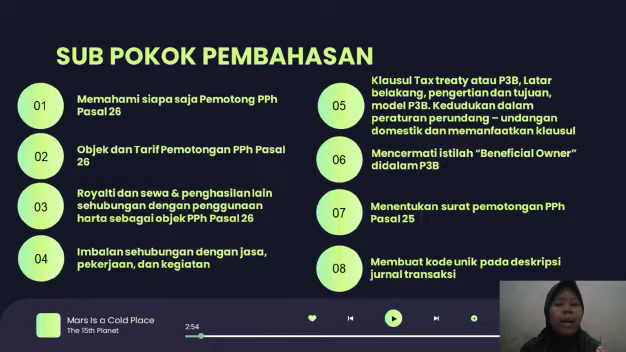 SUB POKOK PEMBAHASAN
01
Memahami siapa saja Pemotong PPh
Pasal 26
02
Objek dan Tarif Pemotongan PPh Pasal
26
03
Royalti dan sewa & penghasilan lain
sehubungan dengan penggunaan
harta sebagai objek PPh Pasal 26
04
Imbalan sehubungan dengan jasa,
pekerjaan, dan kegiatan
05
Klausul Tax treaty atau P3B, Latar
belakang, pengertian dan tujuan,
model P3B. Kedudukan dalam
peraturan perundang – undangan
domestik dan memanfaatkan klausul
06
Mencermati istilah “Beneficial Owner”
didalam P3B
07
Menentukan surat pemotongan PPh
Pasal 25
08
Membuat kode unik pada deskripsi
jurnal transaksi
Mars Is a Cold Place
The 15th Planet
2:54